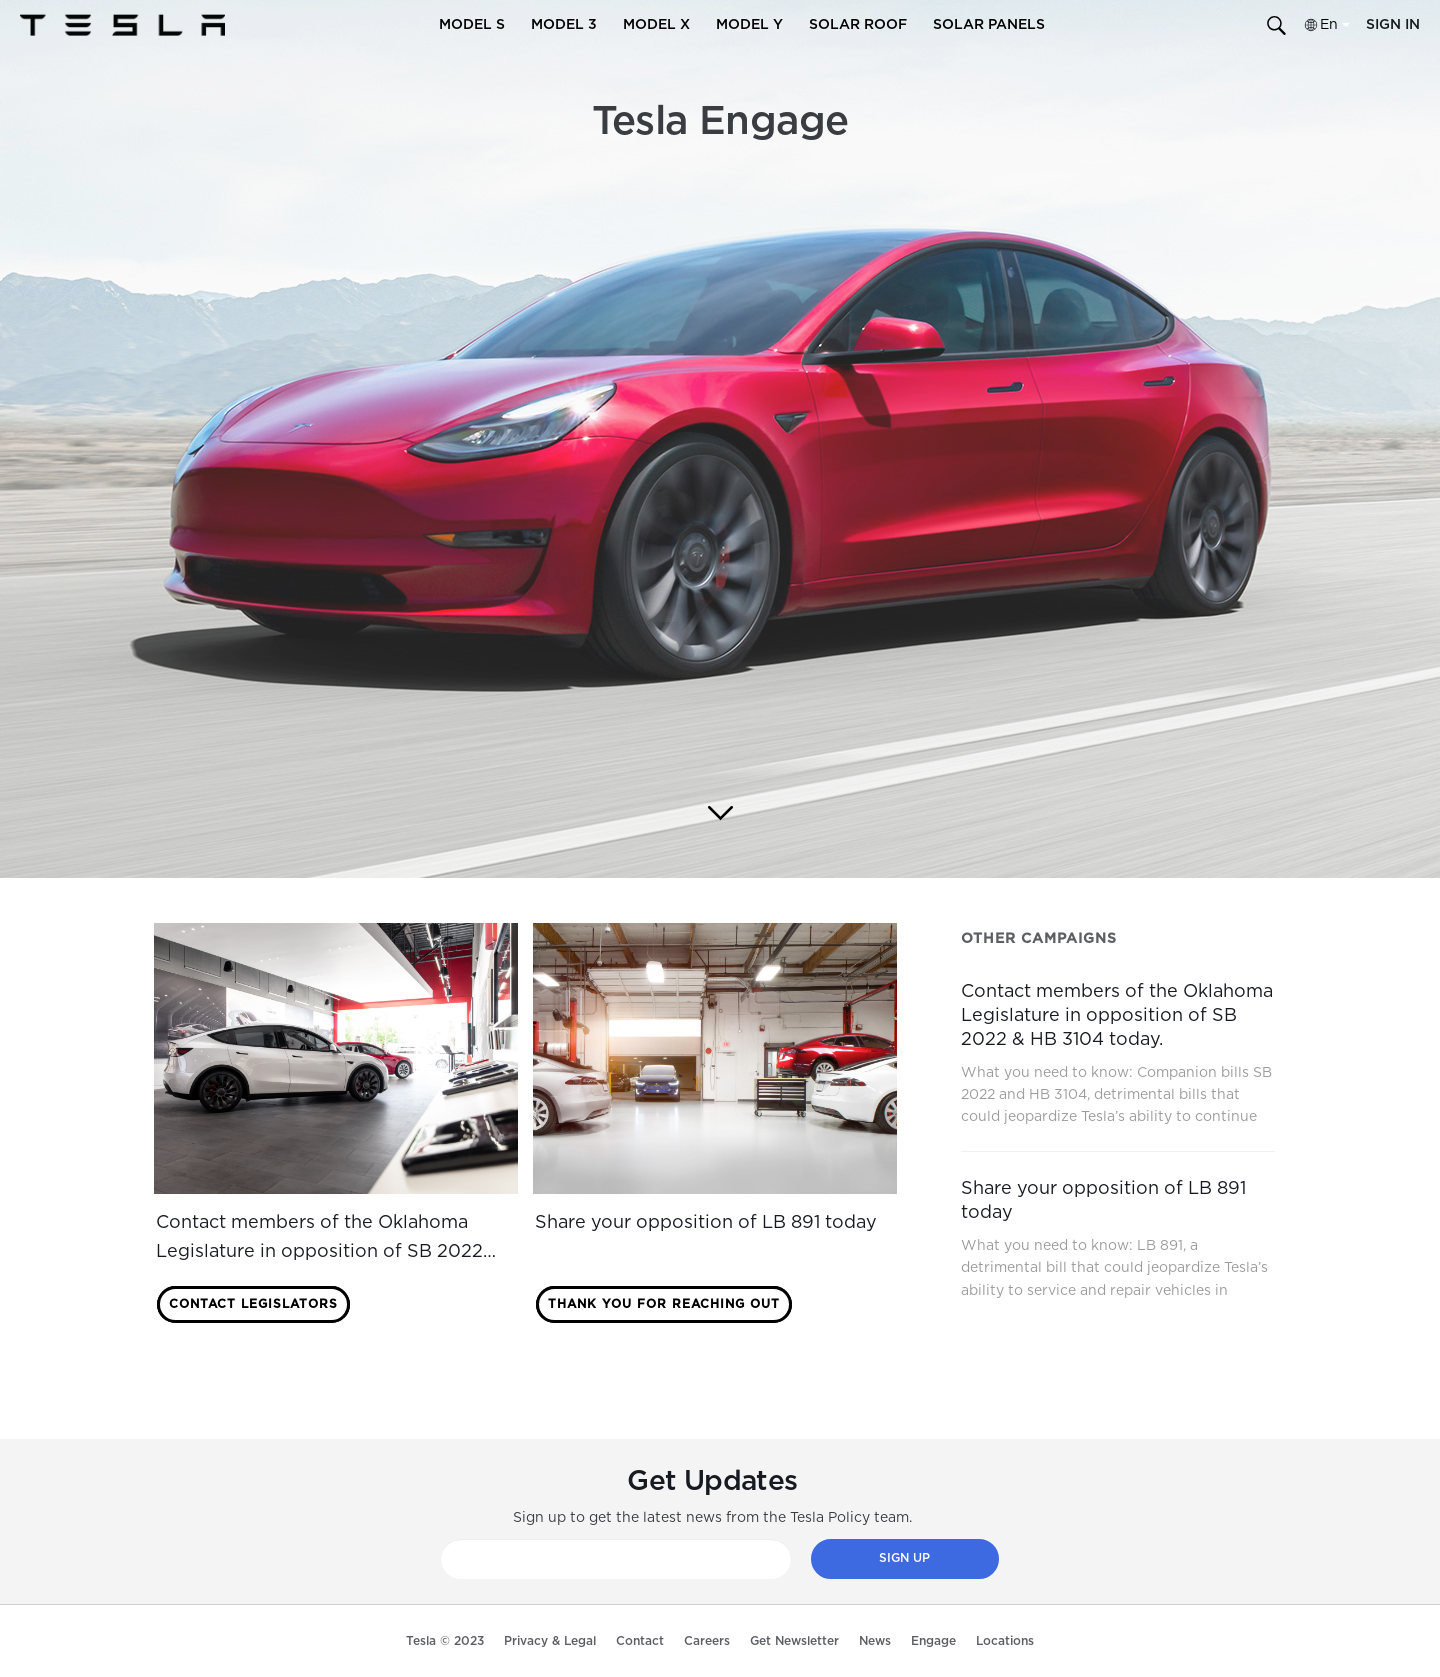 TESLA
MODEL S MODEL 3 MODEL X MODEL Y SOLAR ROOF SOLAR PANELS
En SIGN IN
Tesla Engage
Contact members of the Oklahoma
Legislature in opposition of SB 2022...
CONTACT LEGISLATORS
Share your opposition of LB 891 today
THANK YOU FOR REACHING OUT
OTHER CAMPAIGNS
Contact members of the Oklahoma
Legislature in opposition of SB
2022 & HB 3104 today.
What you need to know: Companion bills SB
2022 and HB 3104, detrimental bills that
could jeopardize Tesla's ability to continue
Share your opposition of LB 891
today
What you need to know: LB 891, a
detrimental bill that could jeopardize Tesla's
ability to service and repair vehicles in
Get Updates
Sign up to get the latest news from the Tesla Policy team.
SIGN UP
Tesla © 2023 Privacy & Legal Contact Careers Get Newsletter News Engage Locations